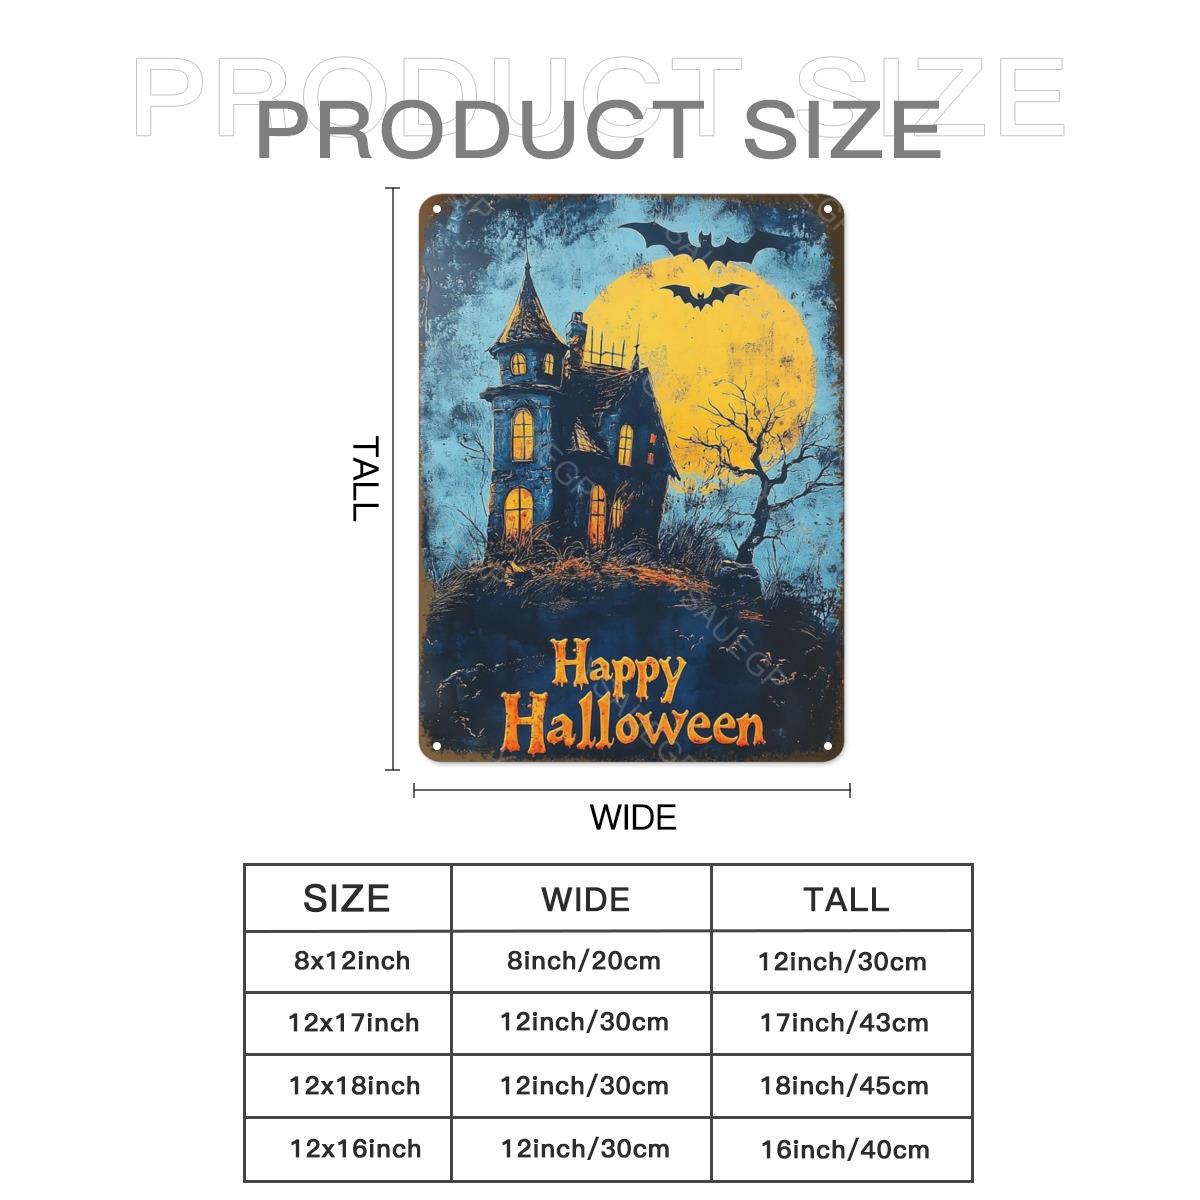 PRODUCT SIZE
PRODUCT SIZE
TALL
SAUEGP
Happy
Halloween
WIDE
SIZE WIDE TALL
8x12inch 8inch/20cm 12inch/30cm
12x17inch 12inch/30cm 17inch/43cm
12x18inch 12inch/30cm 18inch/45cm
12x16inch 12inch/30cm 16inch/40cm